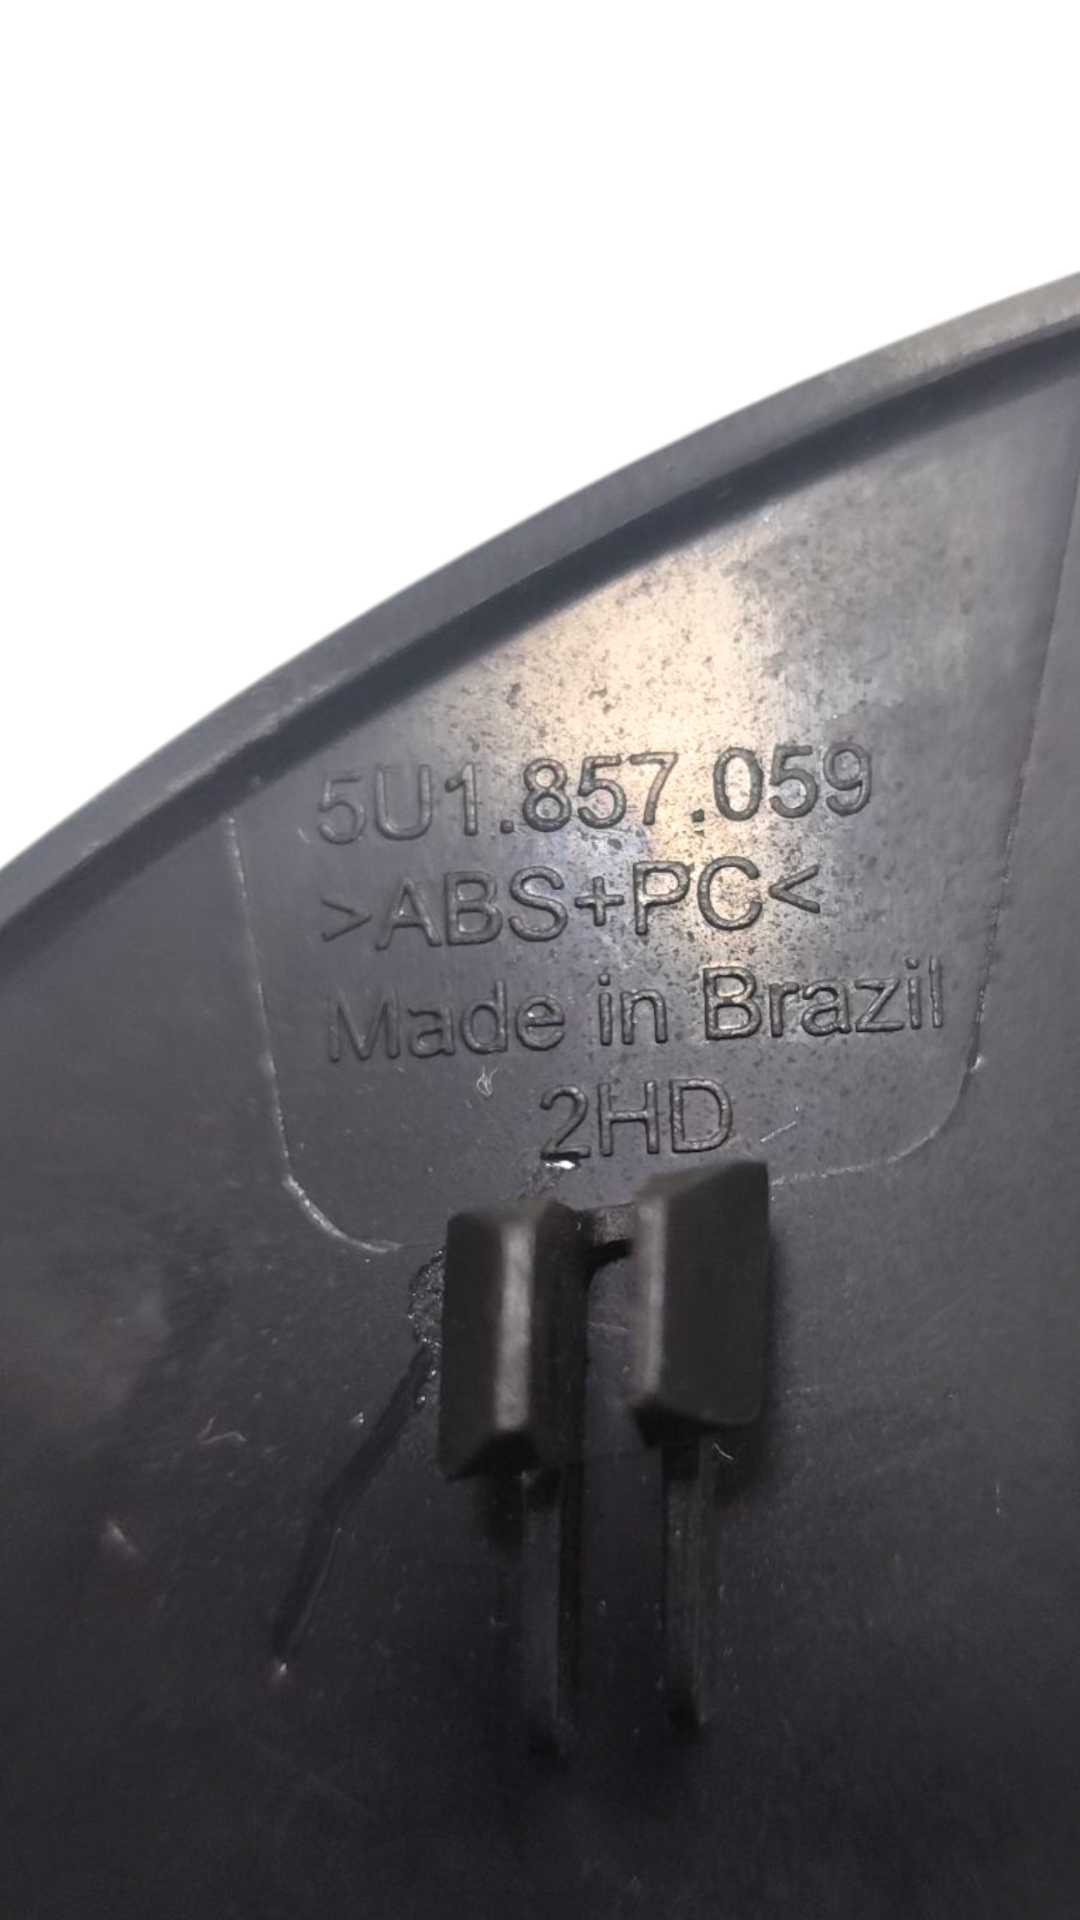 5U1.857.059
>ABS+PC<
Made in Brazil
2HD